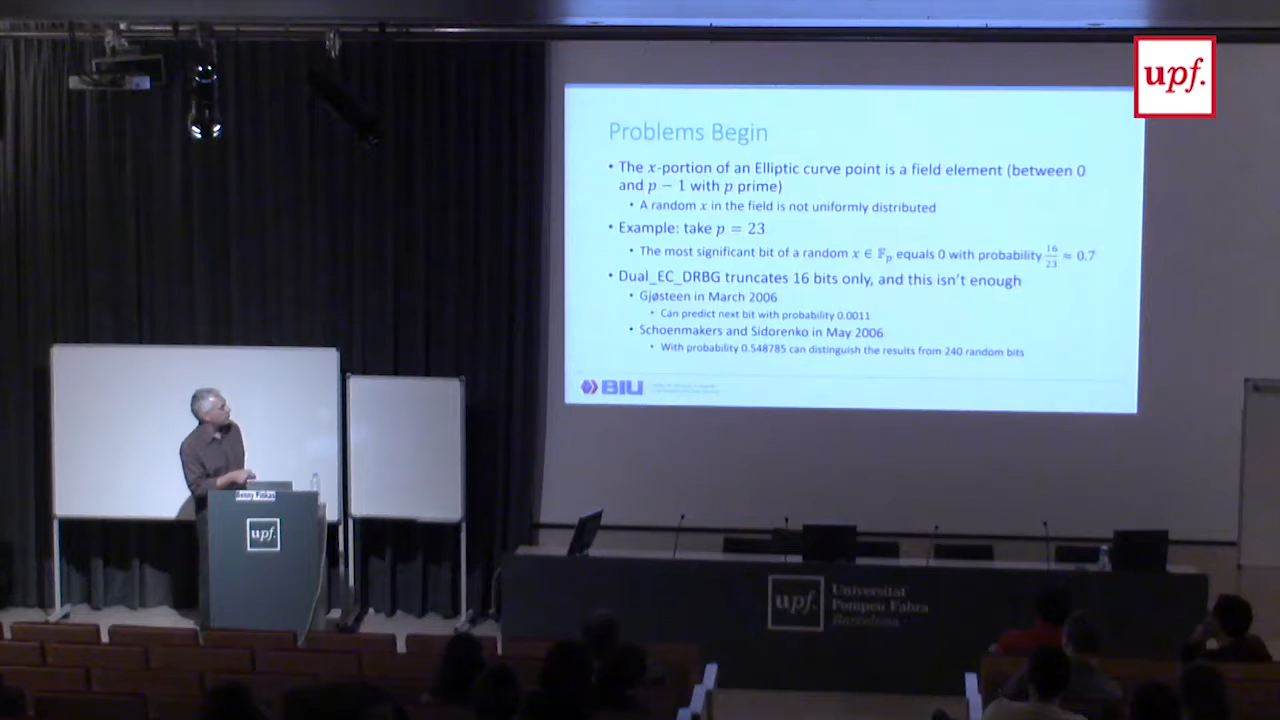 upf.
Problems Begin
• The x-portion of an Elliptic curve point is a field element (between 0
and p − 1 with p prime)
• A random x in the field is not uniformly distributed
• Example: take p = 23
• The most significant bit of a random x ∈ 𝔽p equals 0 with probability 16/23 ≈ 0.7
• Dual_EC_DRBG truncates 16 bits only, and this isn't enough
• Gjøsteen in March 2006
• Can predict next bit with probability 0.0011
• Schoenmakers and Sidorenko in May 2006
• With probability 0.548785 can distinguish the results from 240 random bits
BIU
Benny Pinkas
upf.
upf.
Universitat
Pompeu Fabra
Barcelona